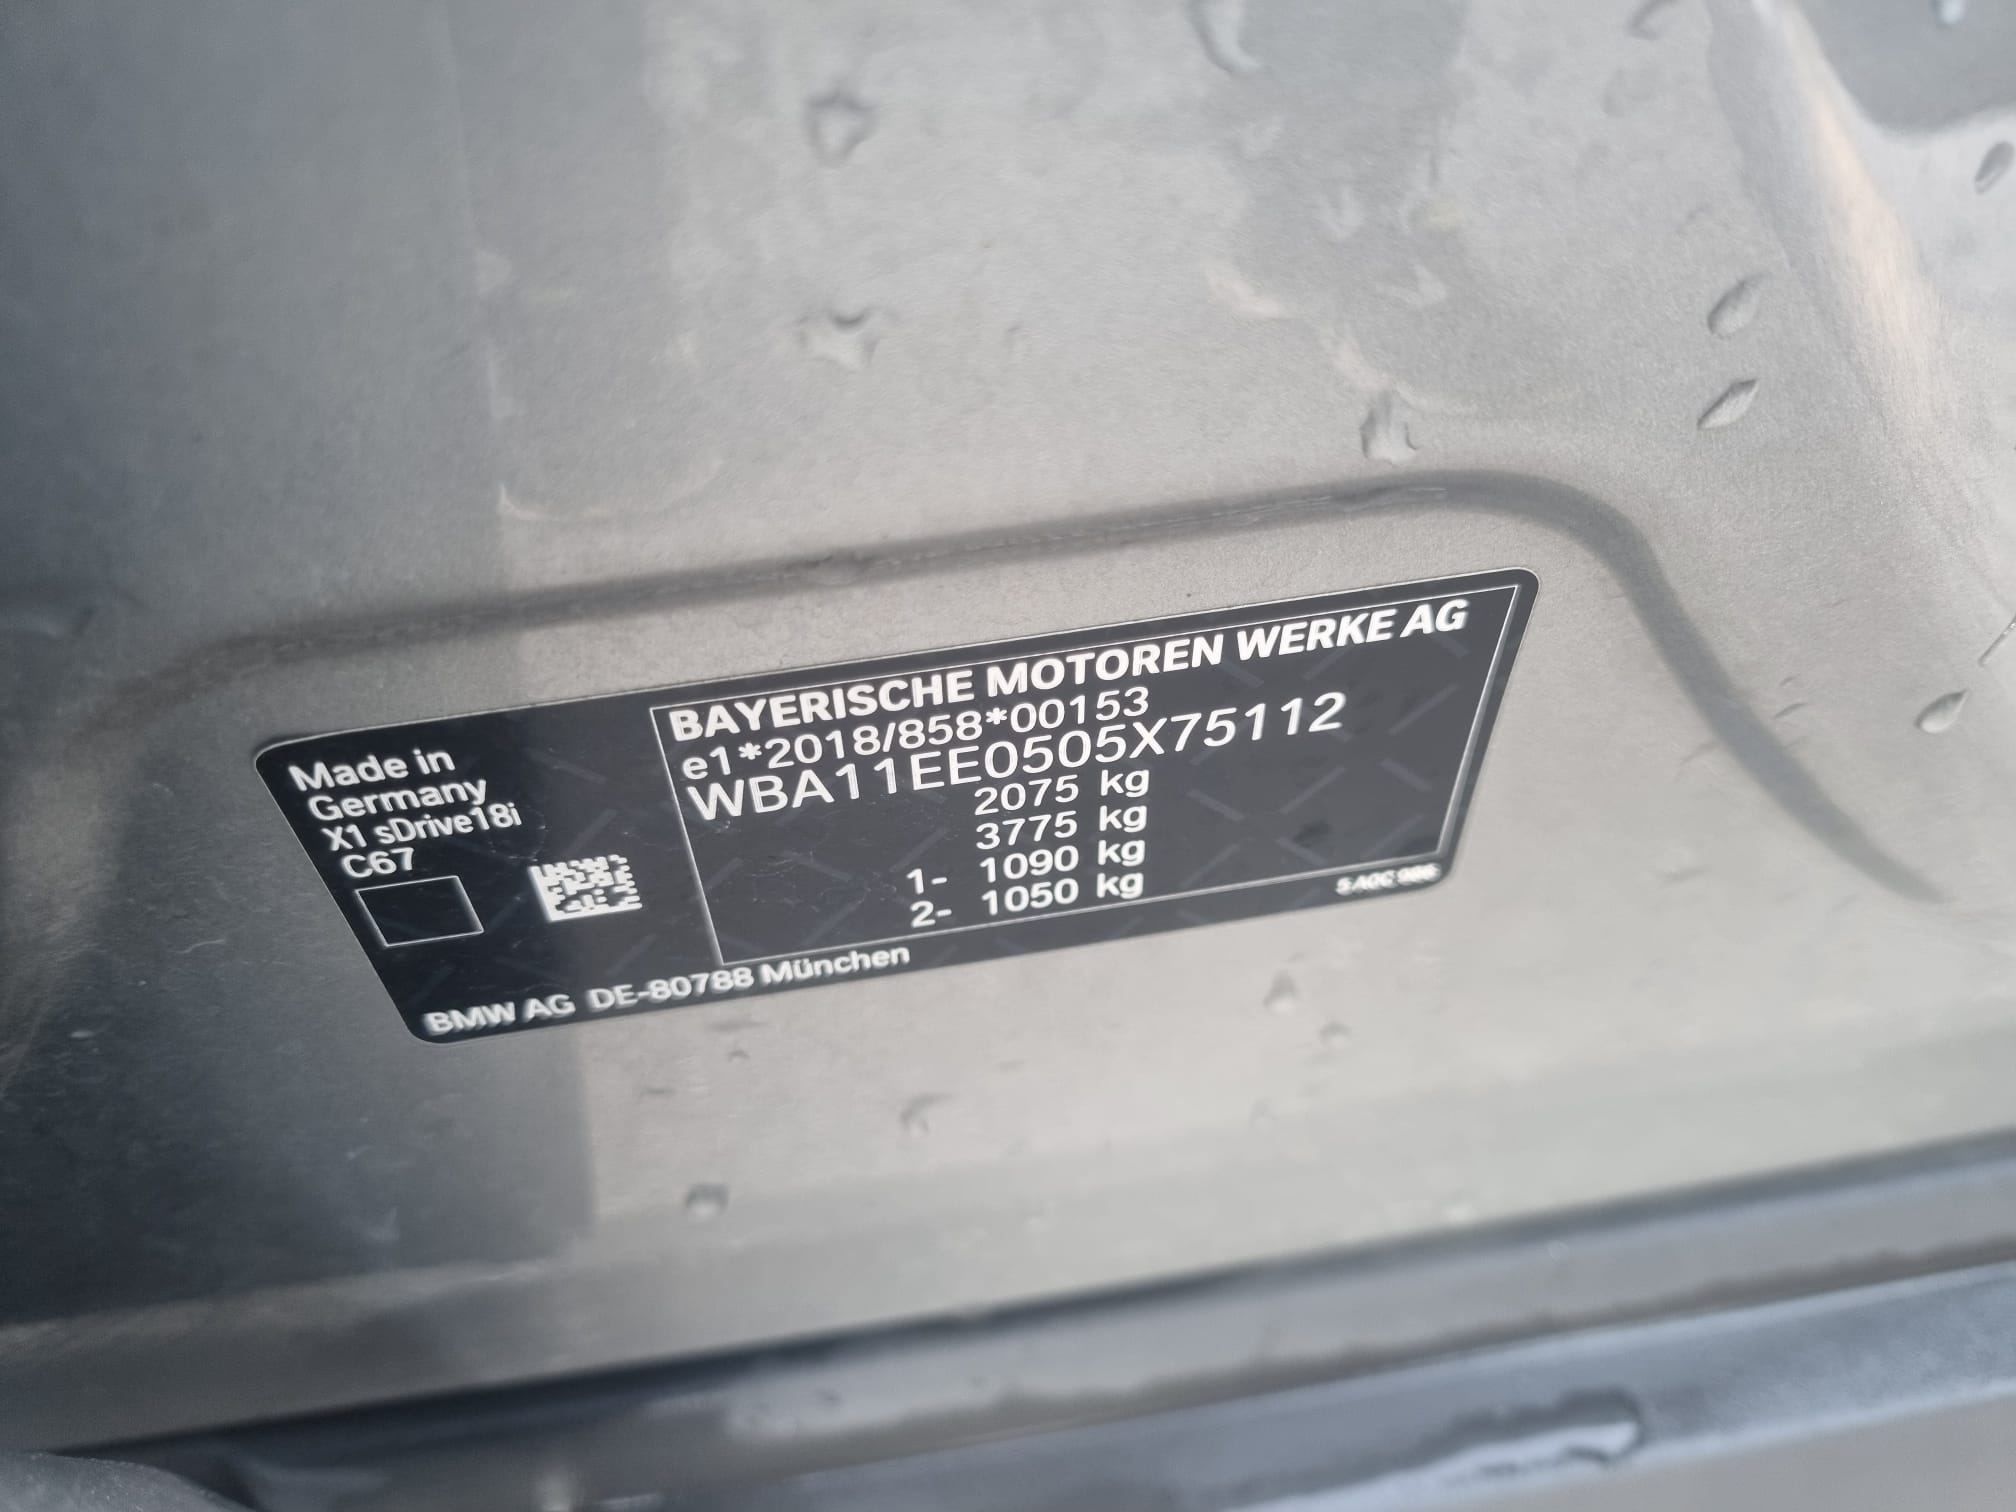 BAYERISCHE MOTOREN WERKE AG
e1*2018/858*00153
WBA11EE0505X75112
2075 kg
3775 kg
1- 1090 kg
2- 1050 kg
Made in
Germany
X1 sDrive18i
C67
BMW AG DE-80788 München